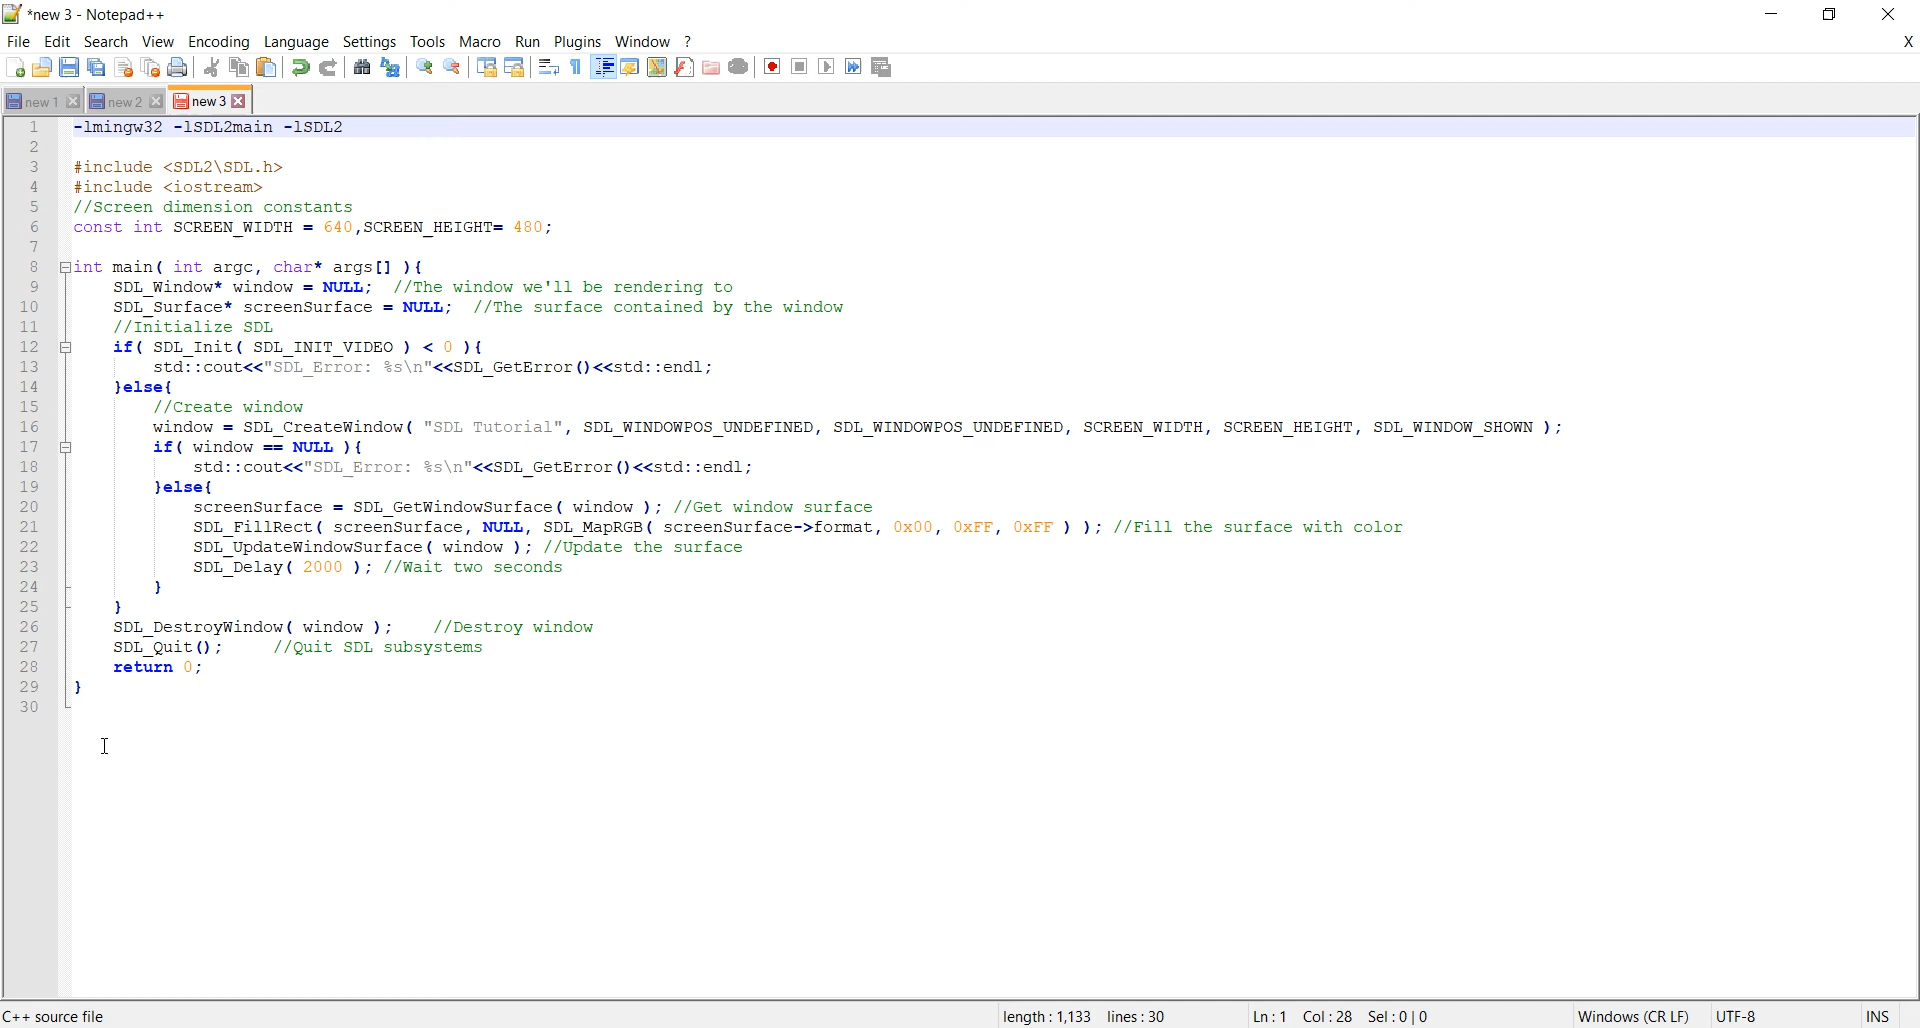 *new 3 - Notepad++
File Edit Search View Encoding Language Settings Tools Macro Run Plugins Window ? X
new 1 new 2 new 3
1 -lmingw32 -lSDL2main -lSDL2
2
3 #include <SDL2\SDL.h>
4 #include <iostream>
5 //Screen dimension constants
6 const int SCREEN_WIDTH = 640,SCREEN_HEIGHT= 480;
7
8 int main( int argc, char* args[] ){
9 SDL_Window* window = NULL; //The window we'll be rendering to
10 SDL_Surface* screenSurface = NULL; //The surface contained by the window
11 //Initialize SDL
12 if( SDL_Init( SDL_INIT_VIDEO ) < 0 ){
13 std::cout<<"SDL_Error: %s\n"<<SDL_GetError()<<std::endl;
14 }else{
15 //Create window
16 window = SDL_CreateWindow( "SDL Tutorial", SDL_WINDOWPOS_UNDEFINED, SDL_WINDOWPOS_UNDEFINED, SCREEN_WIDTH, SCREEN_HEIGHT, SDL_WINDOW_SHOWN );
17 if( window == NULL ){
18 std::cout<<"SDL_Error: %s\n"<<SDL_GetError()<<std::endl;
19 }else{
20 screenSurface = SDL_GetWindowSurface( window ); //Get window surface
21 SDL_FillRect( screenSurface, NULL, SDL_MapRGB( screenSurface->format, 0x00, 0xFF, 0xFF ) ); //Fill the surface with color
22 SDL_UpdateWindowSurface( window ); //Update the surface
23 SDL_Delay( 2000 ); //Wait two seconds
24 }
25 }
26 SDL_DestroyWindow( window ); //Destroy window
27 SDL_Quit(); //Quit SDL subsystems
28 return 0;
29 }
30
C++ source file length : 1,133 lines : 30 Ln : 1 Col : 28 Sel : 0 | 0 Windows (CR LF) UTF-8 INS